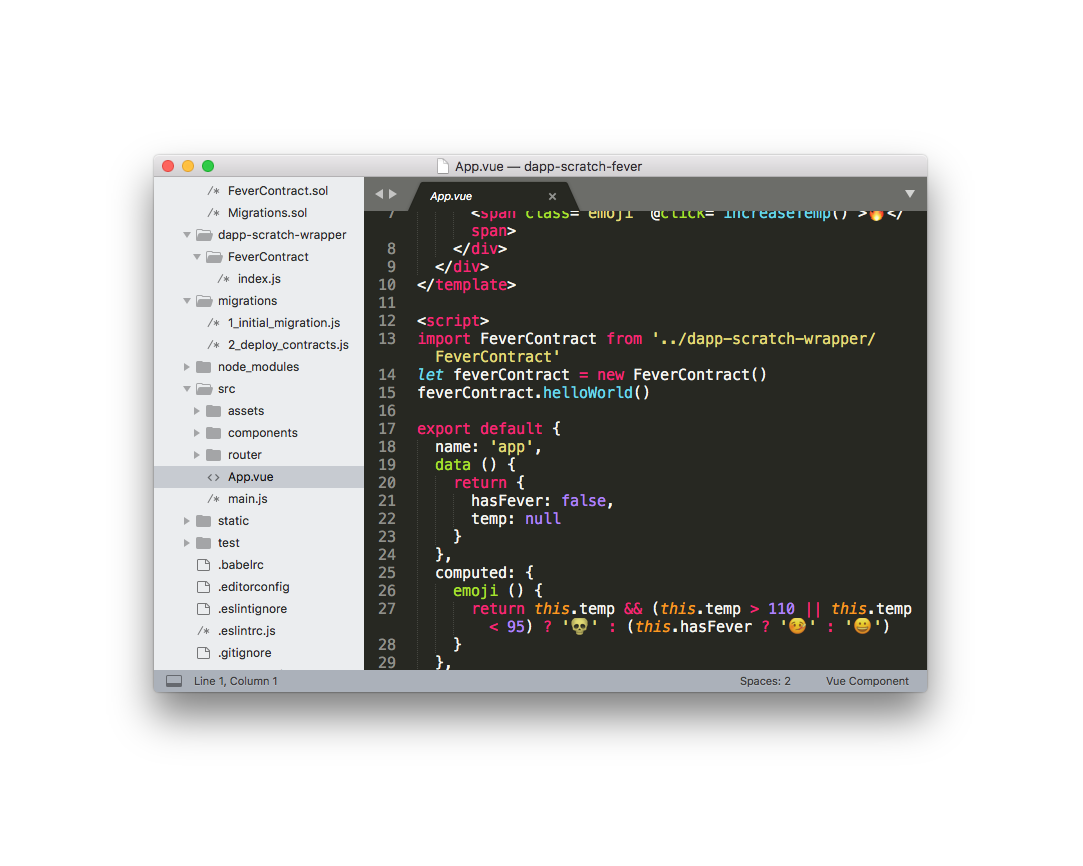 App.vue — dapp-scratch-fever
/* FeverContract.sol
/* Migrations.sol
dapp-scratch-wrapper
FeverContract
/* index.js
migrations
/* 1_initial_migration.js
/* 2_deploy_contracts.js
node_modules
src
assets
components
router
<> App.vue
/* main.js
static
test
.babelrc
.editorconfig
.eslintignore
/* .eslintrc.js
.gitignore
App.vue ×
7 <span class="emoji" @click="increaseTemp()">🔥</
span>
8 </div>
9 </div>
10 </template>
11
12 <script>
13 import FeverContract from '../dapp-scratch-wrapper/
FeverContract'
14 let feverContract = new FeverContract()
15 feverContract.helloWorld()
16
17 export default {
18 name: 'app',
19 data () {
20 return {
21 hasFever: false,
22 temp: null
23 }
24 },
25 computed: {
26 emoji () {
27 return this.temp && (this.temp > 110 || this.temp
< 95) ? '💀' : (this.hasFever ? '🤒' : '😀')
28 }
29 },
Line 1, Column 1
Spaces: 2
Vue Component